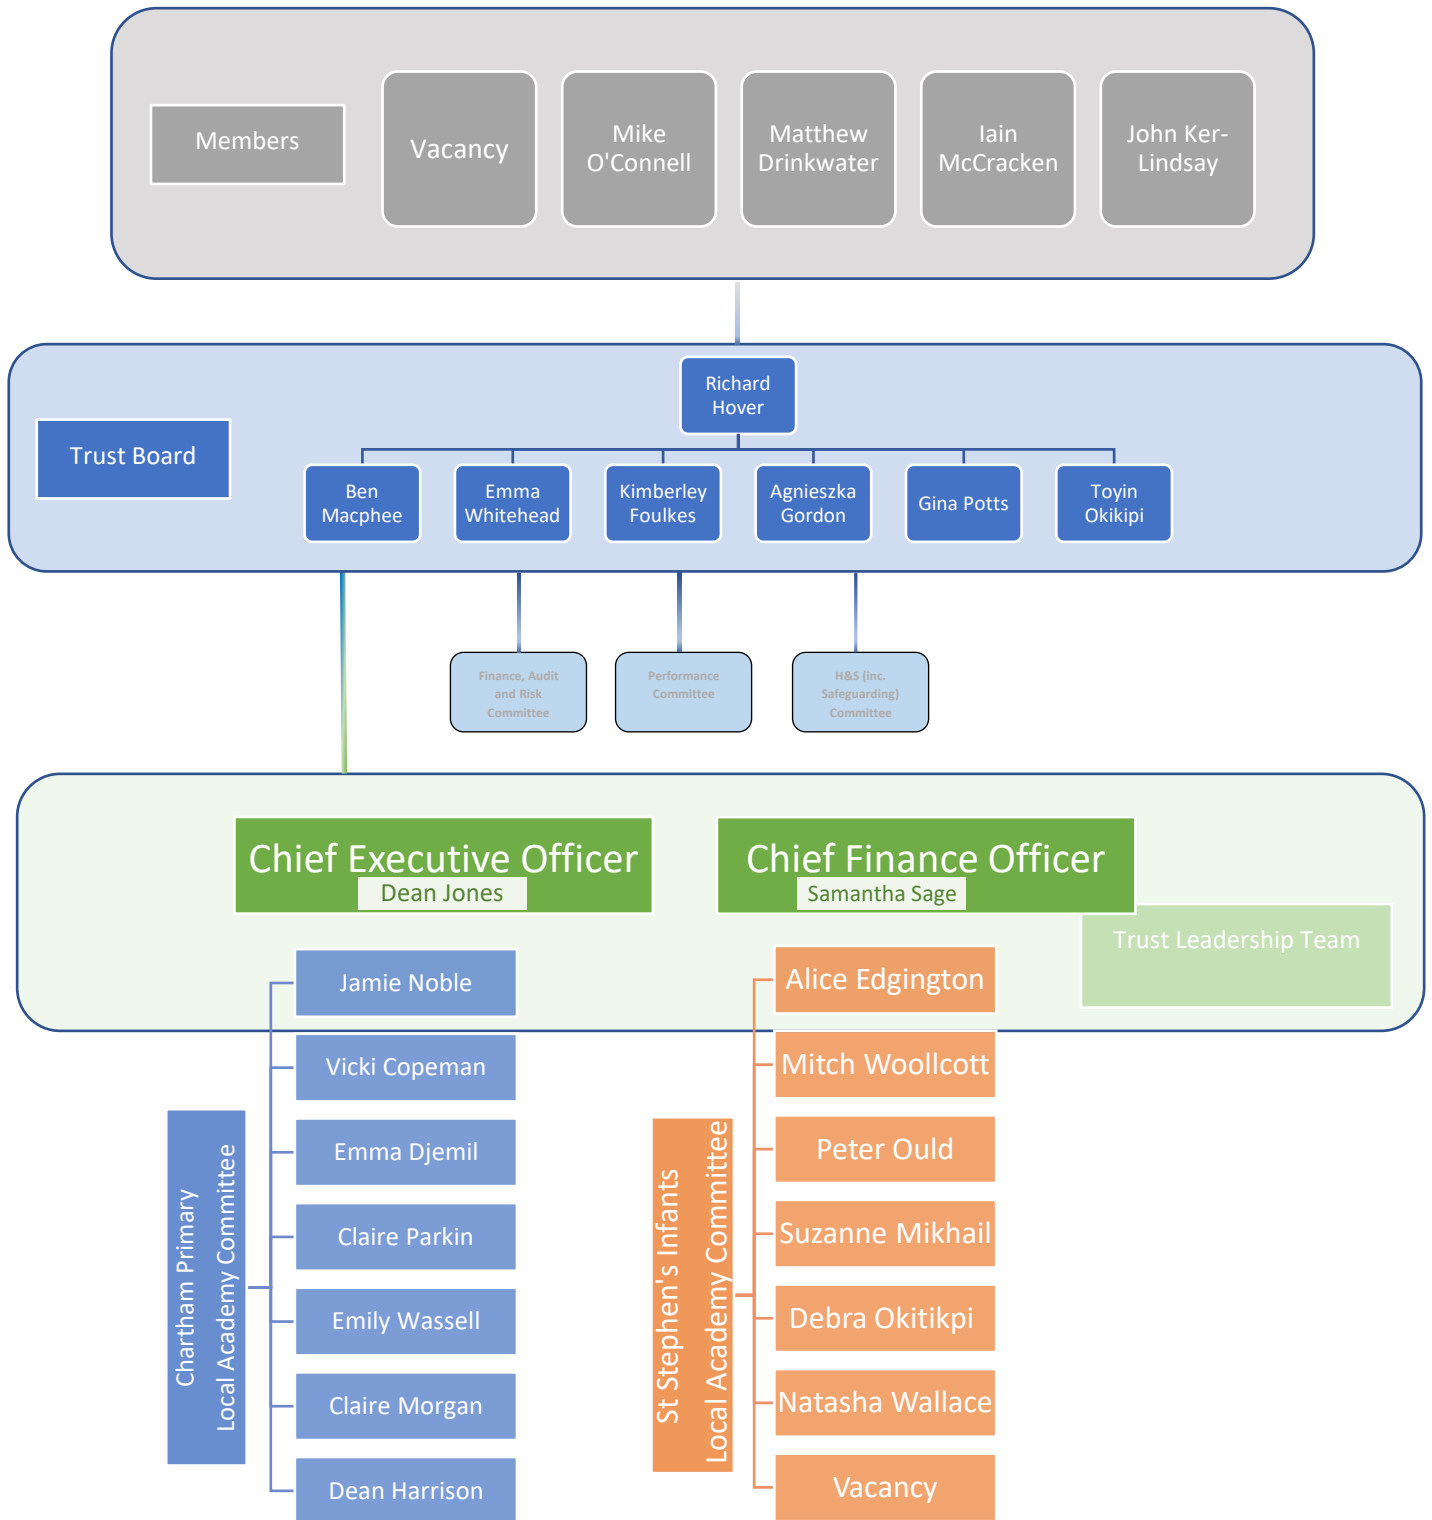 Members
Vacancy
Mike
O'Connell
Matthew
Drinkwater
Iain
McCracken
John Ker-
Lindsay
Trust Board
Richard
Hover
Ben
Macphee
Emma
Whitehead
Kimberley
Foulkes
Agnieszka
Gordon
Gina Potts
Toyin
Okikipi
Finance, Audit
and Risk
Committee
Performance
Committee
H&S (inc.
Safeguarding)
Committee
Chief Executive Officer
Dean Jones
Chief Finance Officer
Samantha Sage
Trust Leadership Team
Chartham Primary
Local Academy Committee
Jamie Noble
Vicki Copeman
Emma Djemil
Claire Parkin
Emily Wassell
Claire Morgan
Dean Harrison
St Stephen's Infants
Local Academy Committee
Alice Edgington
Mitch Woollcott
Peter Ould
Suzanne Mikhail
Debra Okitikpi
Natasha Wallace
Vacancy